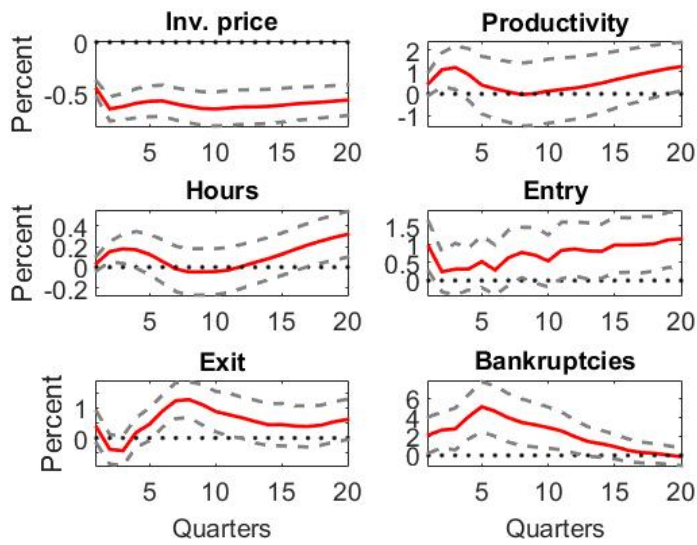 Inv. price
Productivity
Percent
0
-0.5
5 10 15 20
2
1
0
-1
5 10 15 20
Hours
Entry
Percent
0.4
0.2
0
-0.2
5 10 15 20
1.5
1
0.5
0
5 10 15 20
Exit
Bankruptcies
Percent
1
0
5 10 15 20
6
4
2
0
5 10 15 20
Quarters
Quarters